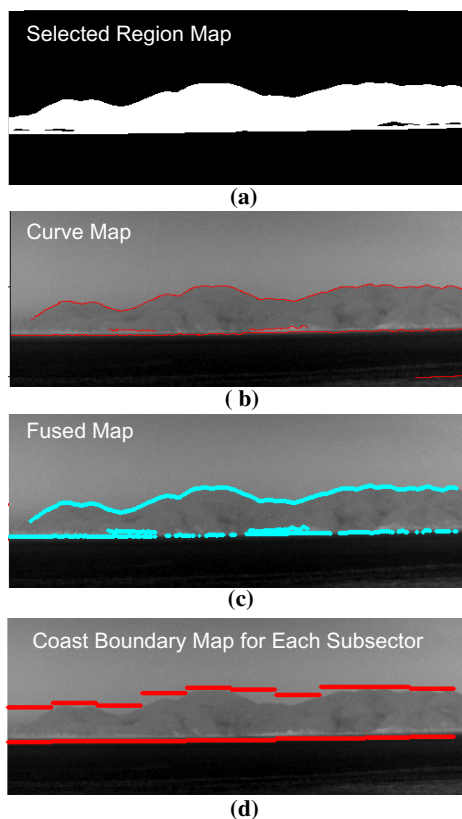 Selected Region Map
(a)
Curve Map
( b)
Fused Map
(c)
Coast Boundary Map for Each Subsector
(d)